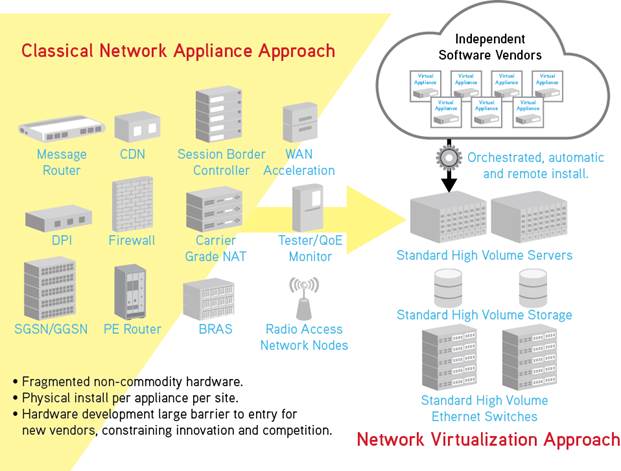 Classical Network Appliance Approach
Message
Router
CDN
Session Border
Controller
WAN
Acceleration
DPI
Firewall
Carrier
Grade NAT
Tester/QoE
Monitor
SGSN/GGSN
PE Router
BRAS
Radio Access
Network Nodes
• Fragmented non-commodity hardware.
• Physical install per appliance per site.
• Hardware development large barrier to entry for
new vendors, constraining innovation and competition.
Independent
Software Vendors
Virtual
Appliance
Virtual
Appliance
Virtual
Appliance
Virtual
Appliance
Virtual
Appliance
Virtual
Appliance
Virtual
Appliance
Orchestrated, automatic
and remote install.
Standard High Volume Servers
Standard High Volume Storage
Standard High Volume
Ethernet Switches
Network Virtualization Approach